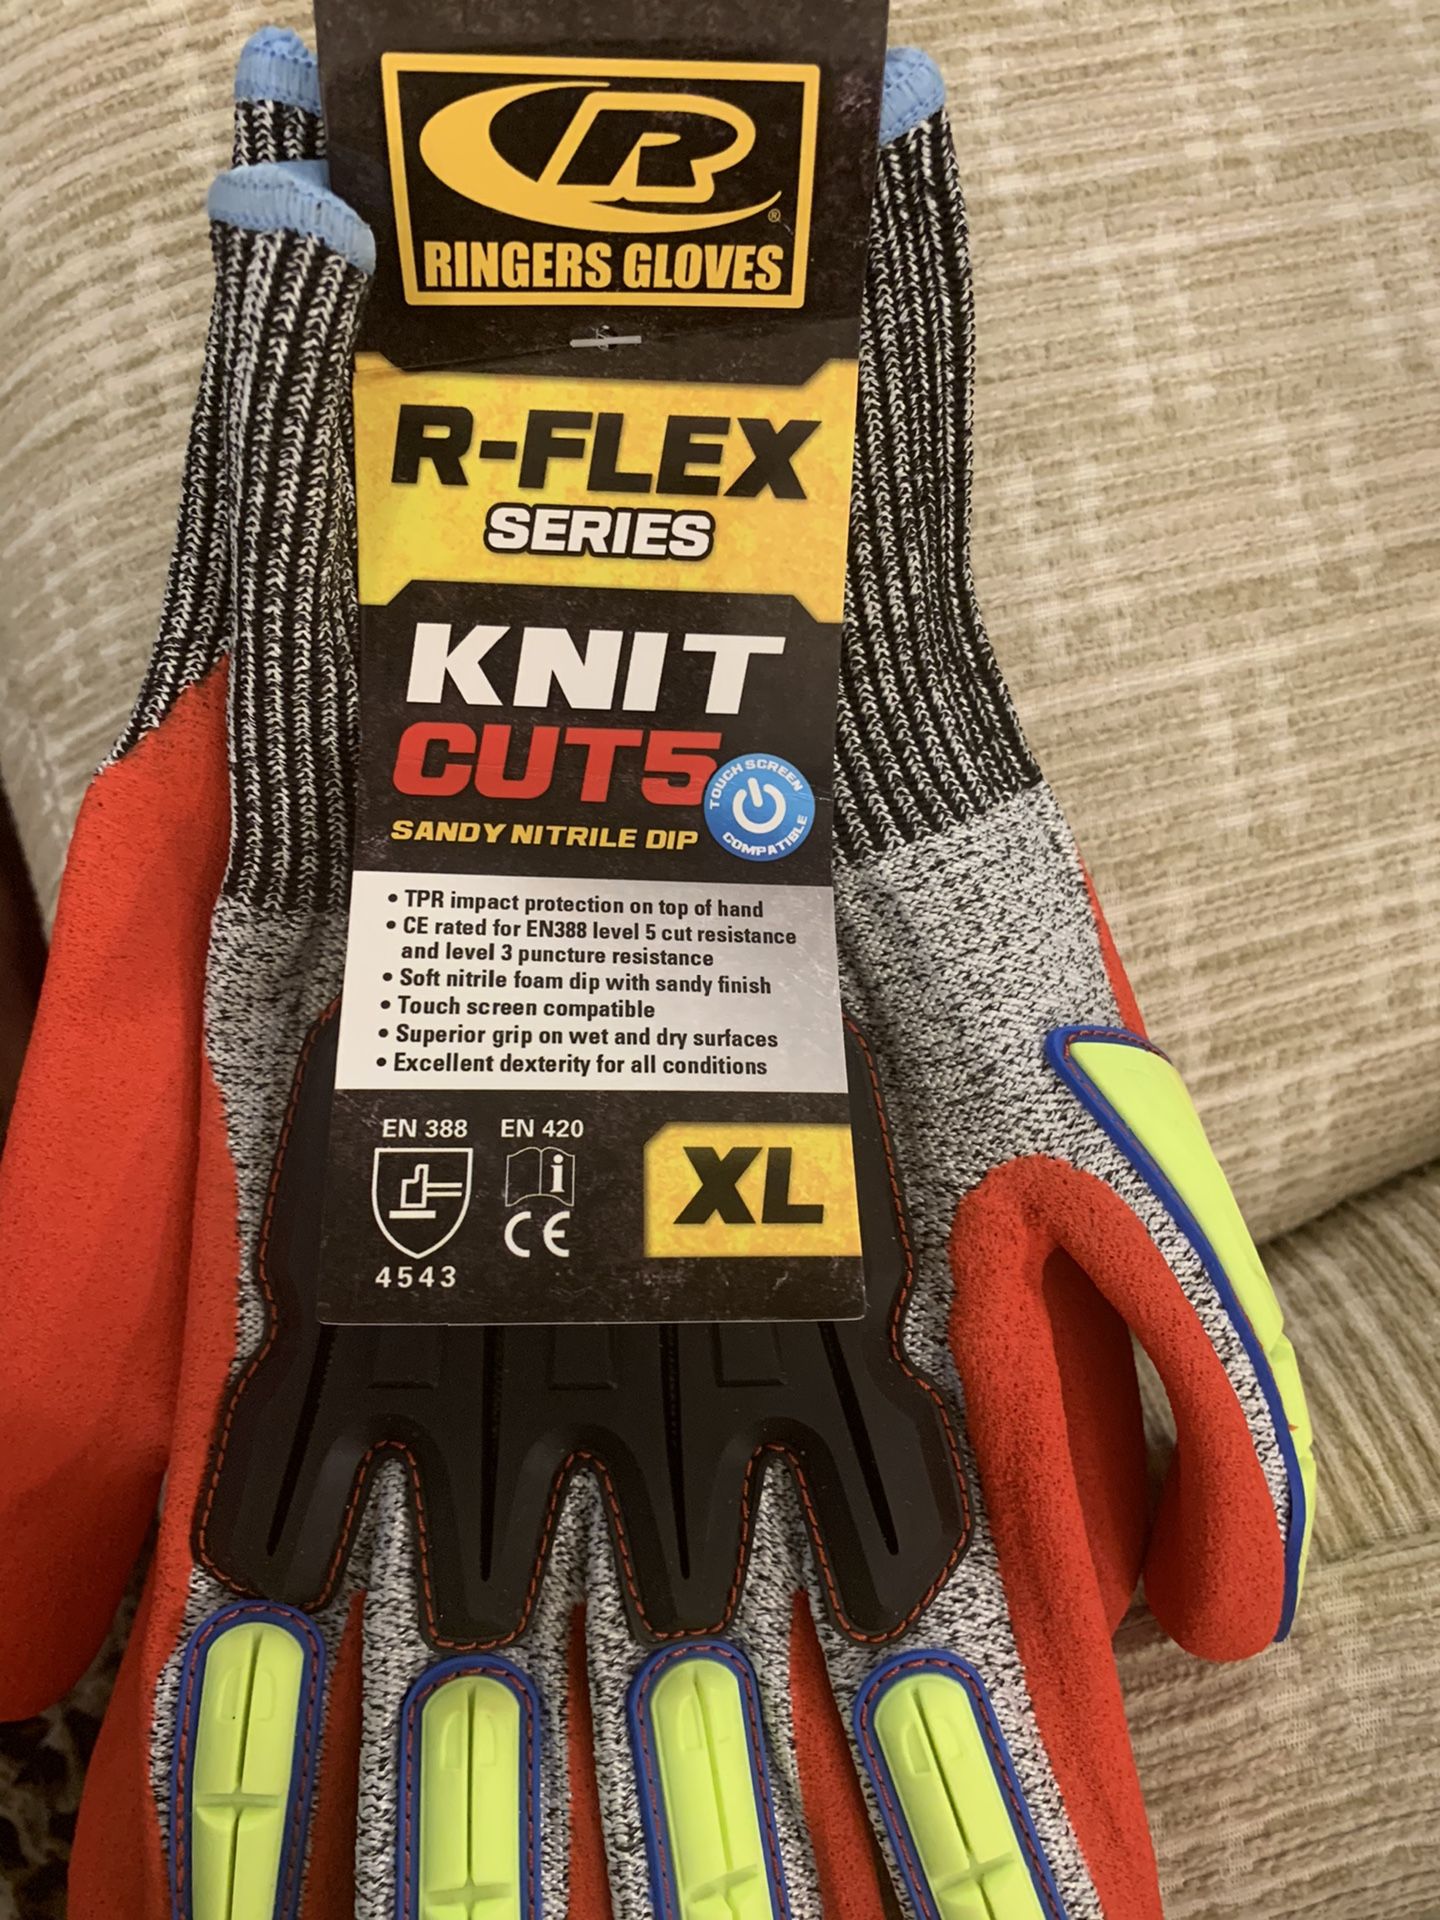 R
®
RINGERS GLOVES
R-FLEX
SERIES
KNIT
CUT5
TOUCH SCREEN
COMPATIBLE
SANDY NITRILE DIP
• TPR impact protection on top of hand
• CE rated for EN388 level 5 cut resistance
and level 3 puncture resistance
• Soft nitrile foam dip with sandy finish
• Touch screen compatible
• Superior grip on wet and dry surfaces
• Excellent dexterity for all conditions
EN 388 EN 420
i
CE
XL
4543